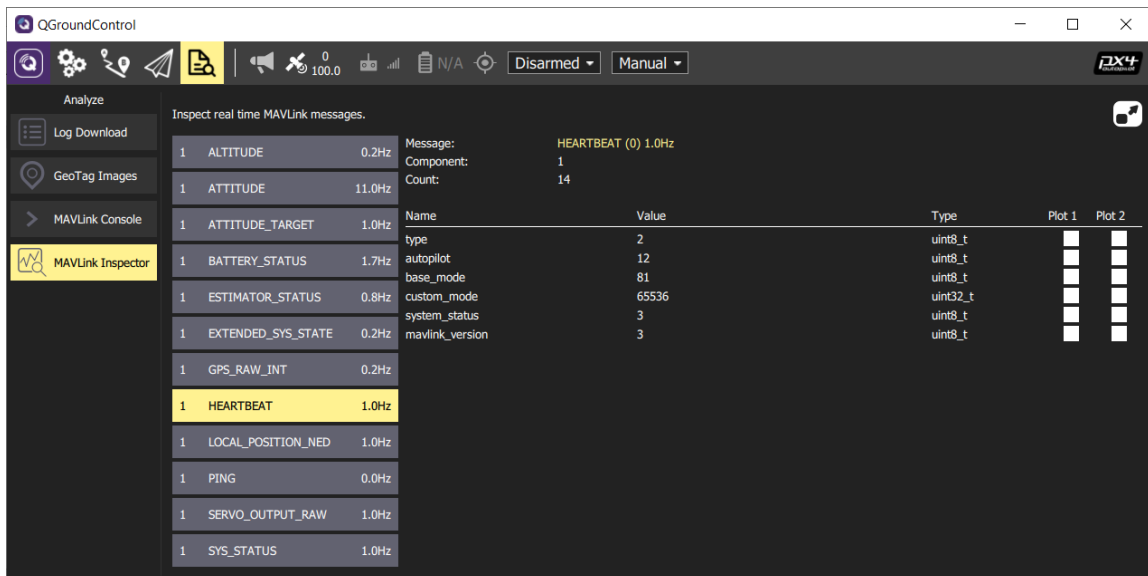 QGroundControl
0
100.0
N/A
Disarmed
Manual
px4
autopilot
Analyze
Log Download
GeoTag Images
MAVLink Console
MAVLink Inspector
Inspect real time MAVLink messages.
1 ALTITUDE 0.2Hz
1 ATTITUDE 11.0Hz
1 ATTITUDE_TARGET 1.0Hz
1 BATTERY_STATUS 1.7Hz
1 ESTIMATOR_STATUS 0.8Hz
1 EXTENDED_SYS_STATE 0.2Hz
1 GPS_RAW_INT 0.2Hz
1 HEARTBEAT 1.0Hz
1 LOCAL_POSITION_NED 1.0Hz
1 PING 0.0Hz
1 SERVO_OUTPUT_RAW 1.0Hz
1 SYS_STATUS 1.0Hz
Message: HEARTBEAT (0) 1.0Hz
Component: 1
Count: 14
Name Value Type Plot 1 Plot 2
type 2 uint8_t
autopilot 12 uint8_t
base_mode 81 uint8_t
custom_mode 65536 uint32_t
system_status 3 uint8_t
mavlink_version 3 uint8_t